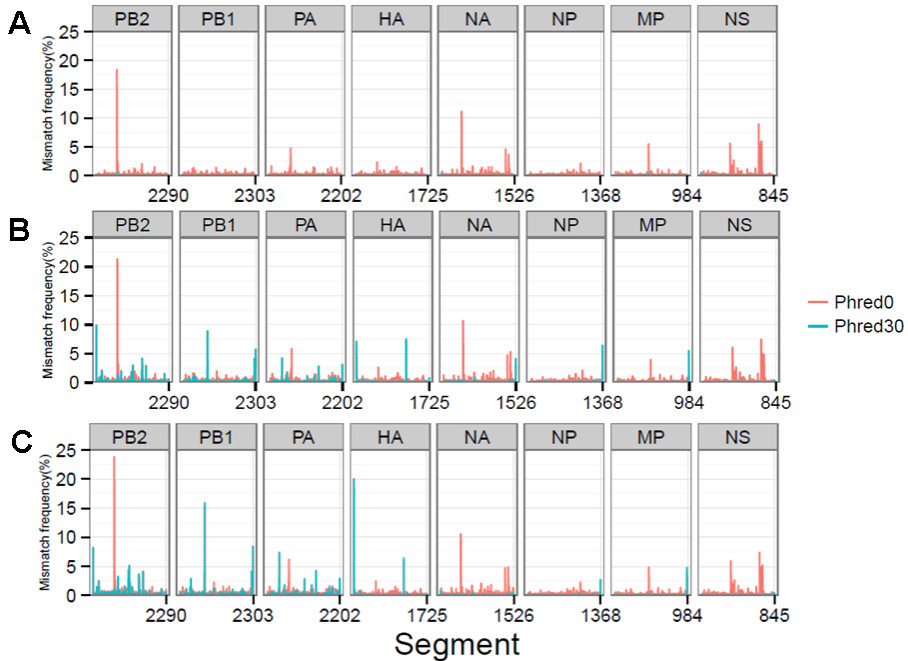 A
PB2 PB1 PA HA NA NP MP NS
Mismatch frequency(%)
25
20
15
10
5
0
2290 2303 2202 1725 1526 1368 984 845
B
PB2 PB1 PA HA NA NP MP NS
Mismatch frequency(%)
25
20
15
10
5
0
2290 2303 2202 1725 1526 1368 984 845
Phred0
Phred30
C
PB2 PB1 PA HA NA NP MP NS
Mismatch frequency(%)
25
20
15
10
5
0
2290 2303 2202 1725 1526 1368 984 845
Segment